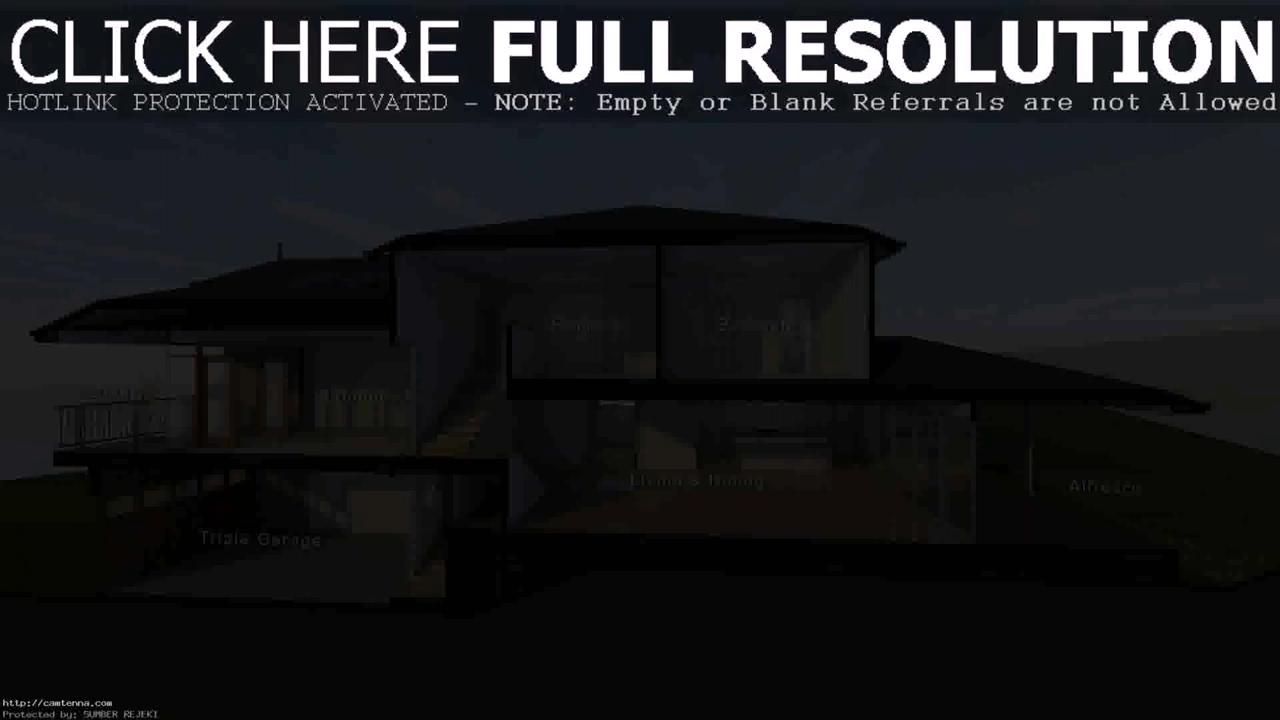 CLICK HERE FULL RESOLUTION
HOTLINK PROTECTION ACTIVATED – NOTE: Empty or Blank Referrals are not Allowed
Living & Dining
Alfresco
Triple Garage
http://camtenna.com
Protected by: SUMBER REJEKI